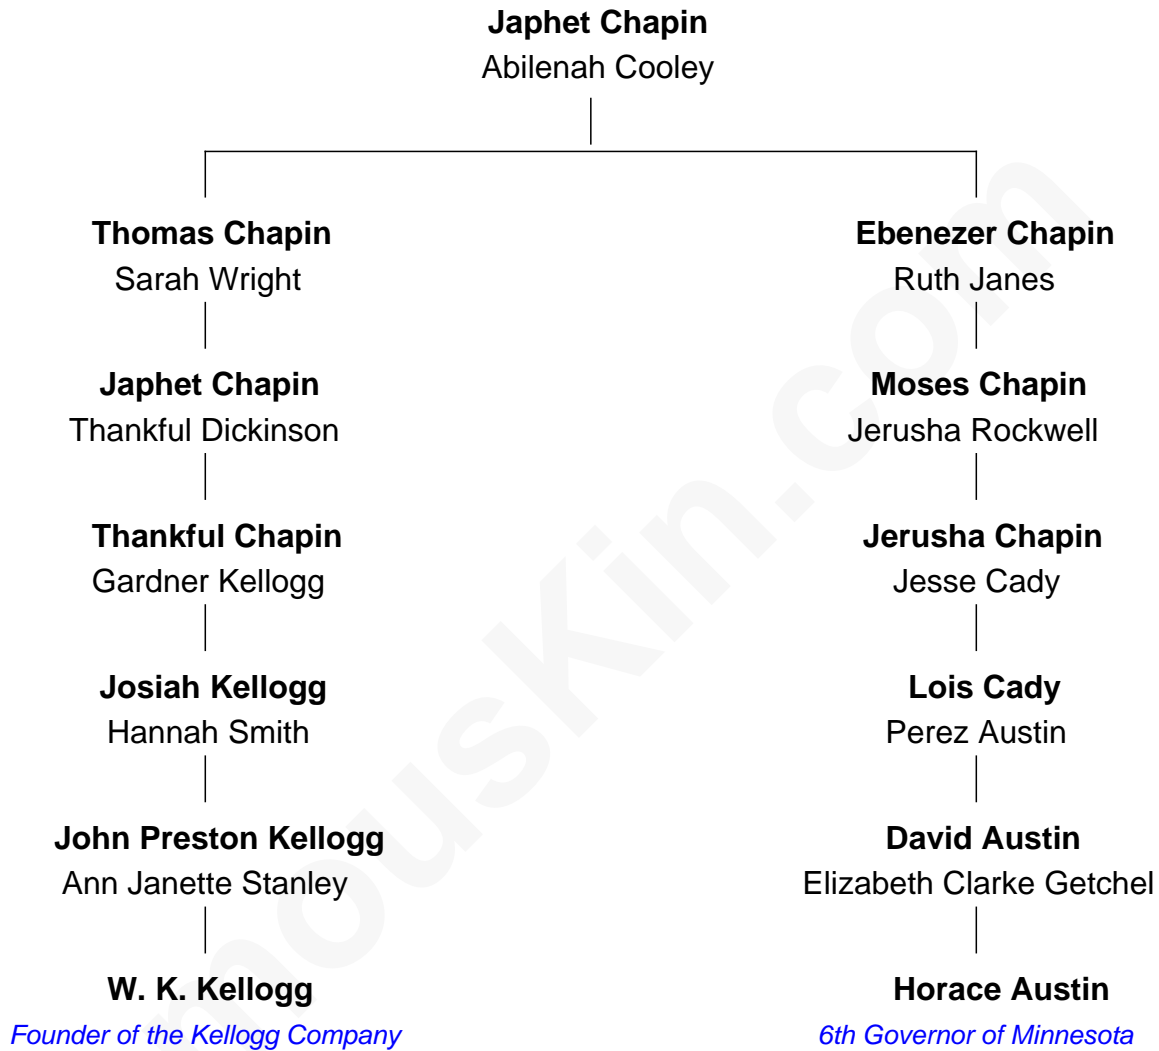 Japhet Chapin
Abilenah Cooley
Thomas Chapin
Sarah Wright
Ebenezer Chapin
Ruth Janes
Japhet Chapin
Thankful Dickinson
Moses Chapin
Jerusha Rockwell
Thankful Chapin
Gardner Kellogg
Jerusha Chapin
Jesse Cady
Josiah Kellogg
Hannah Smith
Lois Cady
Perez Austin
John Preston Kellogg
Ann Janette Stanley
David Austin
Elizabeth Clarke Getchel
W. K. Kellogg
Founder of the Kellogg Company
Horace Austin
6th Governor of Minnesota
mousKin.com